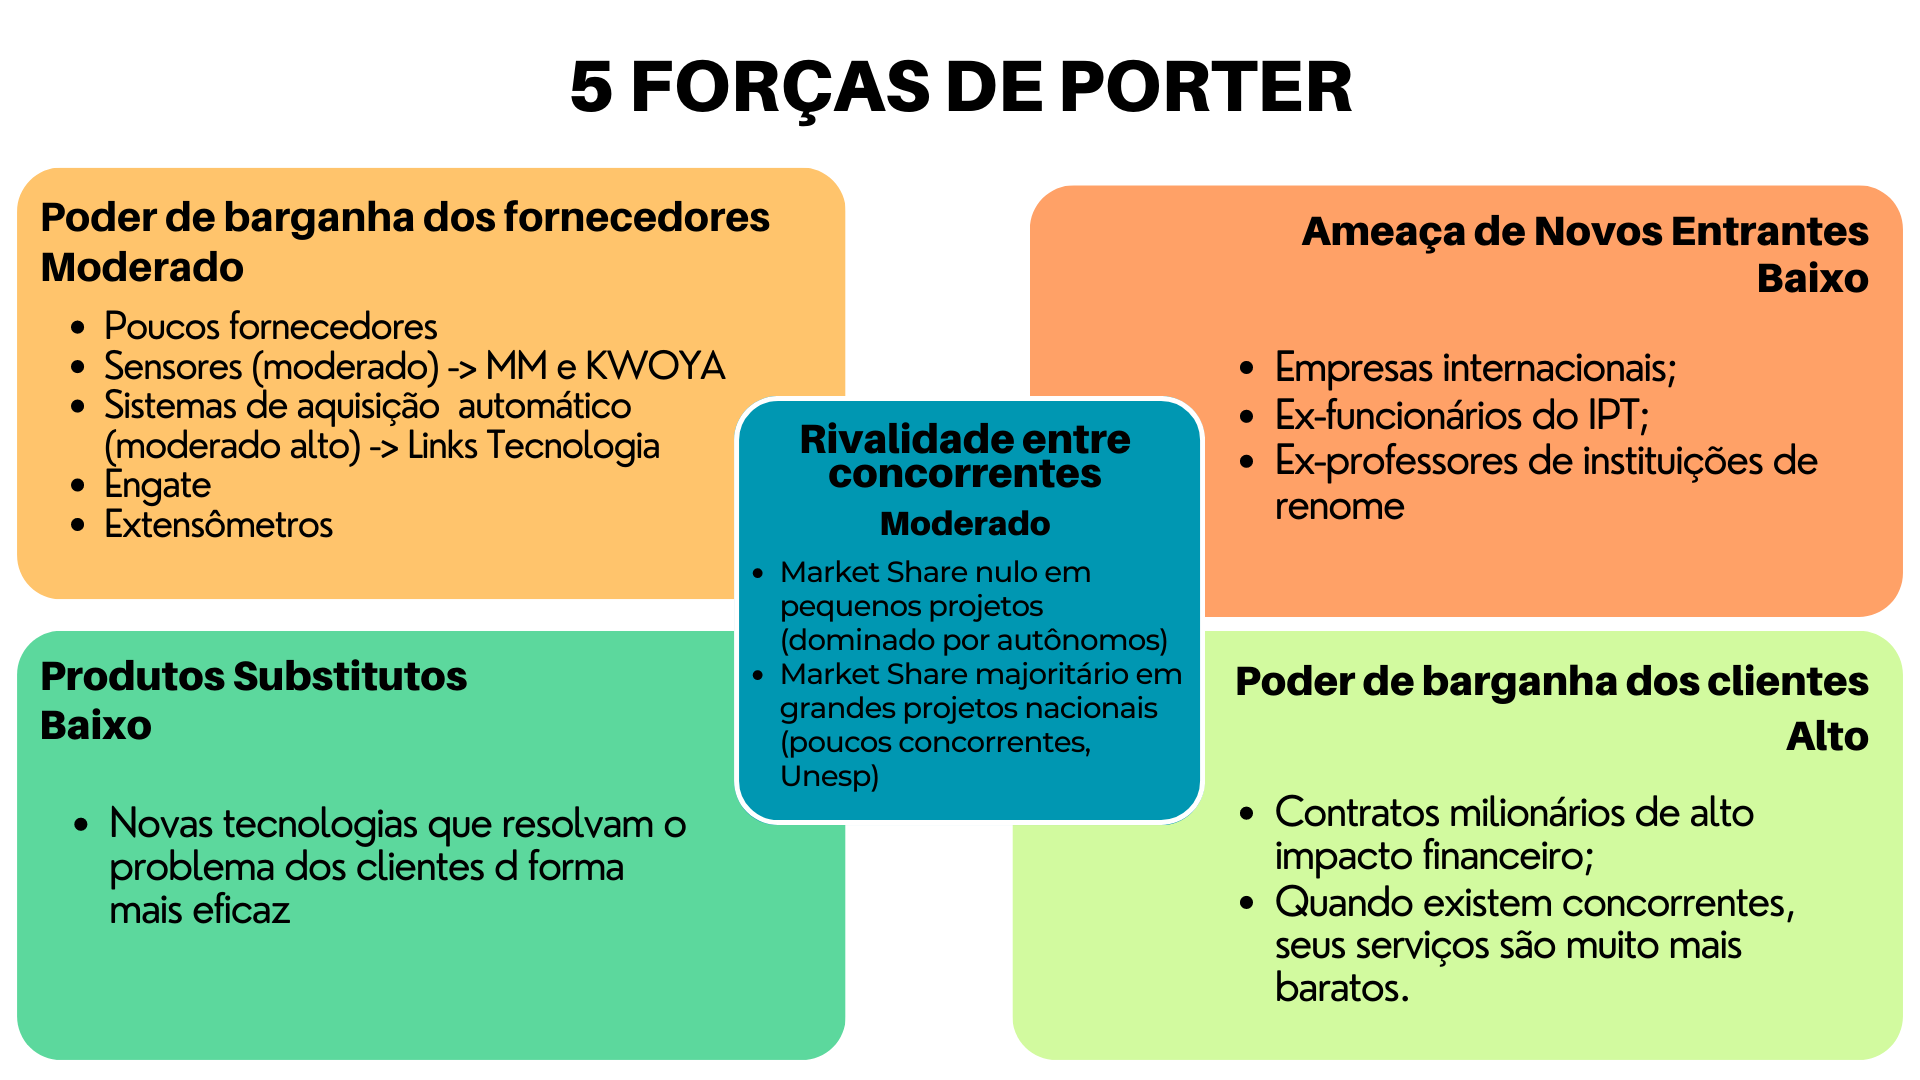 5 FORÇAS DE PORTER
Poder de barganha dos fornecedores
Moderado
• Poucos fornecedores
• Sensores (moderado) -> MM e KWOYA
• Sistemas de aquisição  automático
(moderado alto) -> Links Tecnologia
• Engate
• Extensômetros
Ameaça de Novos Entrantes
Baixo
• Empresas internacionais;
• Ex-funcionários do IPT;
• Ex-professores de instituições de
renome
Rivalidade entre
concorrentes
Moderado
• Market Share nulo em
pequenos projetos
(dominado por autônomos)
• Market Share majoritário em
grandes projetos nacionais
(poucos concorrentes,
Unesp)
Produtos Substitutos
Baixo
• Novas tecnologias que resolvam o
problema dos clientes d forma
mais eficaz
Poder de barganha dos clientes
Alto
• Contratos milionários de alto
impacto financeiro;
• Quando existem concorrentes,
seus serviços são muito mais
baratos.